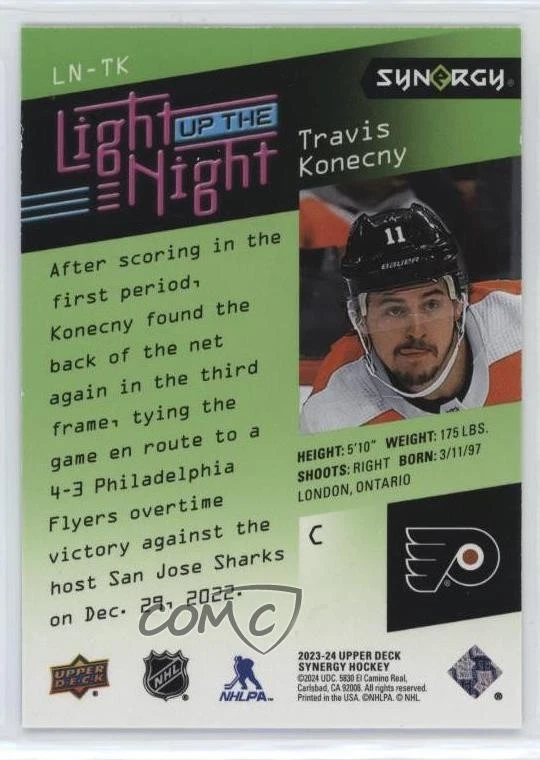 LN-TK
SYNERGY®
Light
UP THE
Night
Travis
Konecny
11
BAUER
After scoring in the
first period,
Konecny found the
back of the net
again in the third
frame, tying the
game en route to a
4-3 Philadelphia
Flyers overtime
victory against the
host San Jose Sharks
on Dec. 29, 2022.
HEIGHT: 5'10" WEIGHT: 175 LBS.
SHOOTS: RIGHT BORN: 3/11/97
LONDON, ONTARIO
C
COMC
UPPER
DECK
®
NHL
®
NHLPA™
2023-24 UPPER DECK
SYNERGY HOCKEY
©2024 UDC. 5830 El Camino Real,
Carlsbad, CA 92008. All rights reserved.
Printed in the USA. ©NHLPA. © NHL
®